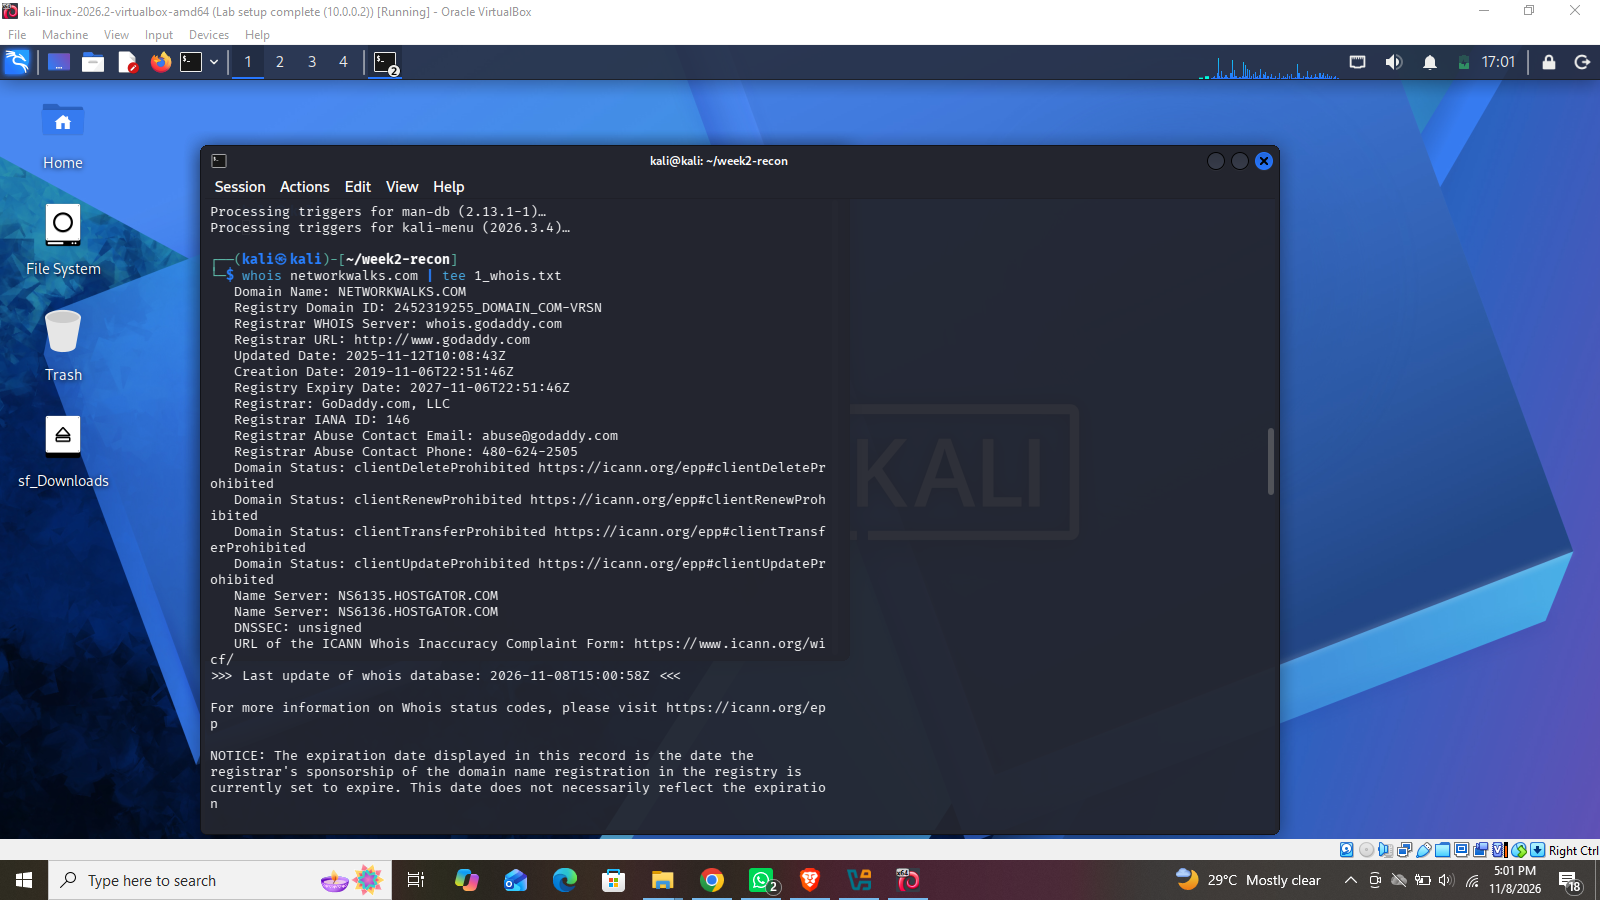 kali-linux-2026.2-virtualbox-amd64 (Lab setup complete (10.0.0.2)) [Running] - Oracle VirtualBox
File Machine View Input Devices Help
1 2 3 4 2 17:01
Home
File System
Trash
sf_Downloads
kali@kali: ~/week2-recon
Session Actions Edit View Help
Processing triggers for man-db (2.13.1-1)…
Processing triggers for kali-menu (2026.3.4)…
┌──(kali㉿kali)-[~/week2-recon]
└─$ whois networkwalks.com | tee 1_whois.txt
Domain Name: NETWORKWALKS.COM
Registry Domain ID: 2452319255_DOMAIN_COM-VRSN
Registrar WHOIS Server: whois.godaddy.com
Registrar URL: http://www.godaddy.com
Updated Date: 2025-11-12T10:08:43Z
Creation Date: 2019-11-06T22:51:46Z
Registry Expiry Date: 2027-11-06T22:51:46Z
Registrar: GoDaddy.com, LLC
Registrar IANA ID: 146
Registrar Abuse Contact Email: abuse@godaddy.com
Registrar Abuse Contact Phone: 480-624-2505
Domain Status: clientDeleteProhibited https://icann.org/epp#clientDeletePr
ohibited
Domain Status: clientRenewProhibited https://icann.org/epp#clientRenewProh
ibited
Domain Status: clientTransferProhibited https://icann.org/epp#clientTransf
erProhibited
Domain Status: clientUpdateProhibited https://icann.org/epp#clientUpdatePr
ohibited
Name Server: NS6135.HOSTGATOR.COM
Name Server: NS6136.HOSTGATOR.COM
DNSSEC: unsigned
URL of the ICANN Whois Inaccuracy Complaint Form: https://www.icann.org/wi
cf/
>>> Last update of whois database: 2026-11-08T15:00:58Z <<<
For more information on Whois status codes, please visit https://icann.org/ep
p
NOTICE: The expiration date displayed in this record is the date the
registrar's sponsorship of the domain name registration in the registry is
currently set to expire. This date does not necessarily reflect the expiratio
n
KALI
Right Ctrl
Type here to search
2
29°C Mostly clear
5:01 PM
11/8/2026
18